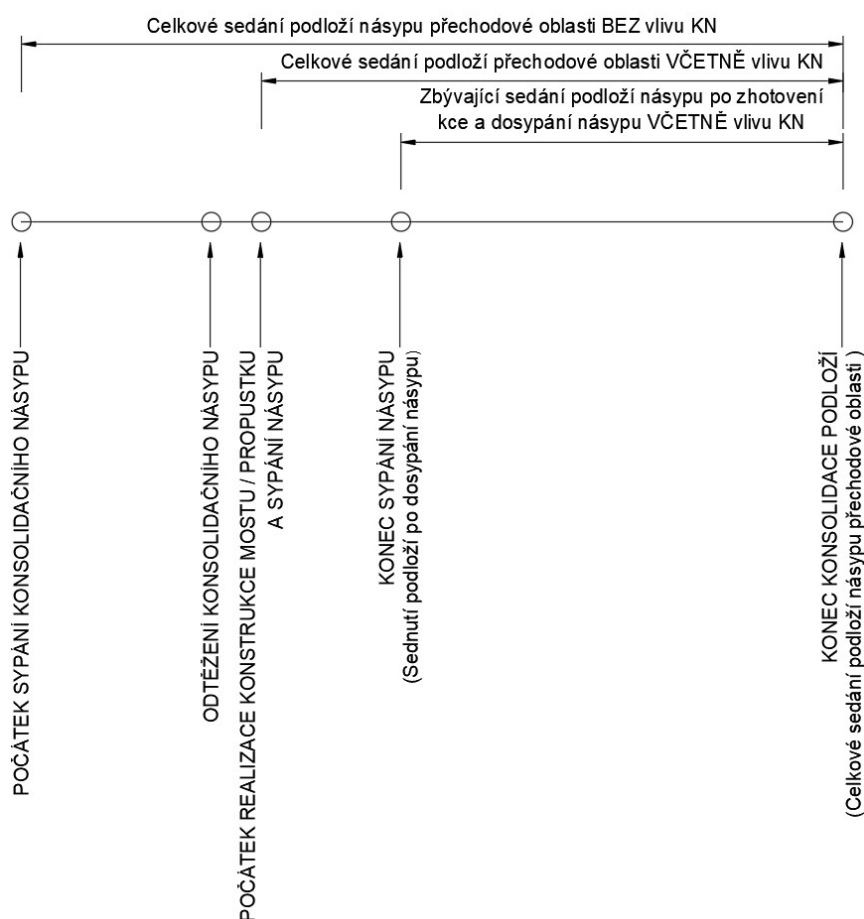 Celkové sedání podloží násypu přechodové oblasti BEZ vlivu KN
Celkové sedání podloží přechodové oblasti VČETNĚ vlivu KN
Zbývající sedání podloží násypu po zhotovení
kce a dosypání násypu VČETNĚ vlivu KN
POČÁTEK SYPÁNÍ KONSOLIDAČNÍHO NÁSYPU
ODTĚŽENÍ KONSOLIDAČNÍHO NÁSYPU
POČÁTEK REALIZACE KONSTRUKCE MOSTU / PROPUSTKU
A SYPÁNÍ NÁSYPU
KONEC SYPÁNÍ NÁSYPU
(Sednutí podloží po dosypání násypu)
KONEC KONSOLIDACE PODLOŽÍ
(Celkové sedání podloží násypu přechodové oblasti )